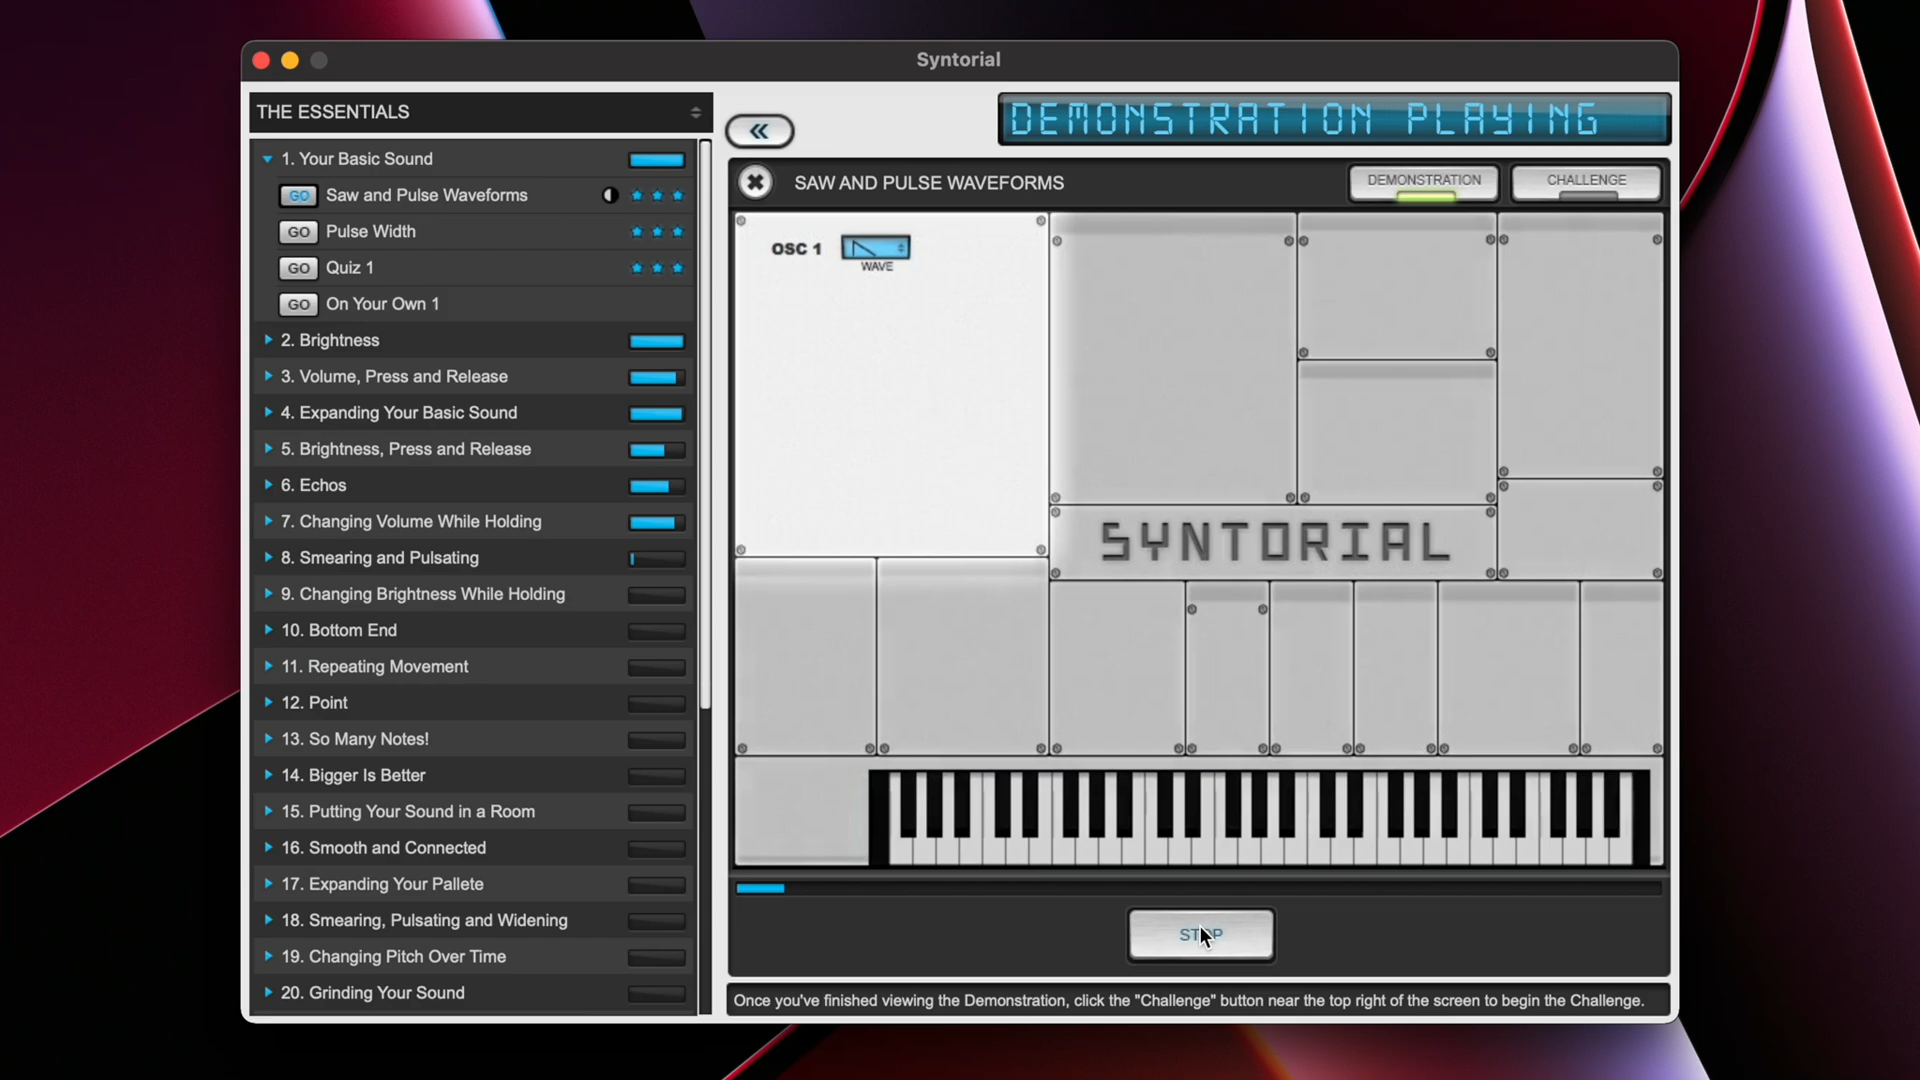 Syntorial
THE ESSENTIALS
1. Your Basic Sound
GO Saw and Pulse Waveforms
GO Pulse Width
GO Quiz 1
GO On Your Own 1
2. Brightness
3. Volume, Press and Release
4. Expanding Your Basic Sound
5. Brightness, Press and Release
6. Echos
7. Changing Volume While Holding
8. Smearing and Pulsating
9. Changing Brightness While Holding
10. Bottom End
11. Repeating Movement
12. Point
13. So Many Notes!
14. Bigger Is Better
15. Putting Your Sound in a Room
16. Smooth and Connected
17. Expanding Your Pallete
18. Smearing, Pulsating and Widening
19. Changing Pitch Over Time
20. Grinding Your Sound
DEMONSTRATION PLAYING
SAW AND PULSE WAVEFORMS
DEMONSTRATION
CHALLENGE
OSC 1
WAVE
SYNTORIAL
STOP
Once you've finished viewing the Demonstration, click the "Challenge" button near the top right of the screen to begin the Challenge.